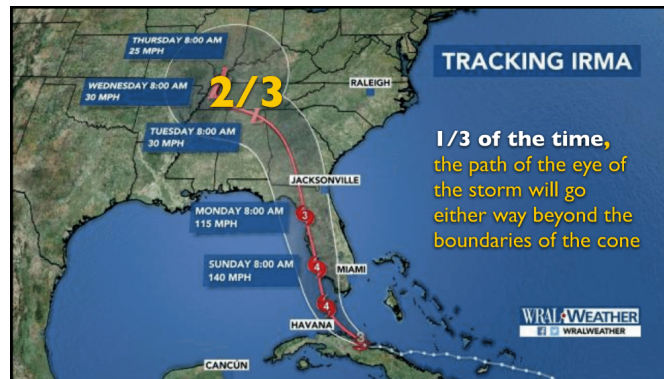 THURSDAY 8:00 AM
25 MPH
TRACKING IRMA
WEDNESDAY 8:00 AM
30 MPH
2/3
RALEIGH
TUESDAY 8:00 AM
30 MPH
1/3 of the time,
the path of the eye of
the storm will go
either way beyond the
boundaries of the cone
JACKSONVILLE
MONDAY 8:00 AM
115 MPH
3
SUNDAY 8:00 AM
140 MPH
4
MIAMI
4
HAVANA
3
WRAL WEATHER
WRALWEATHER
CANCÚN